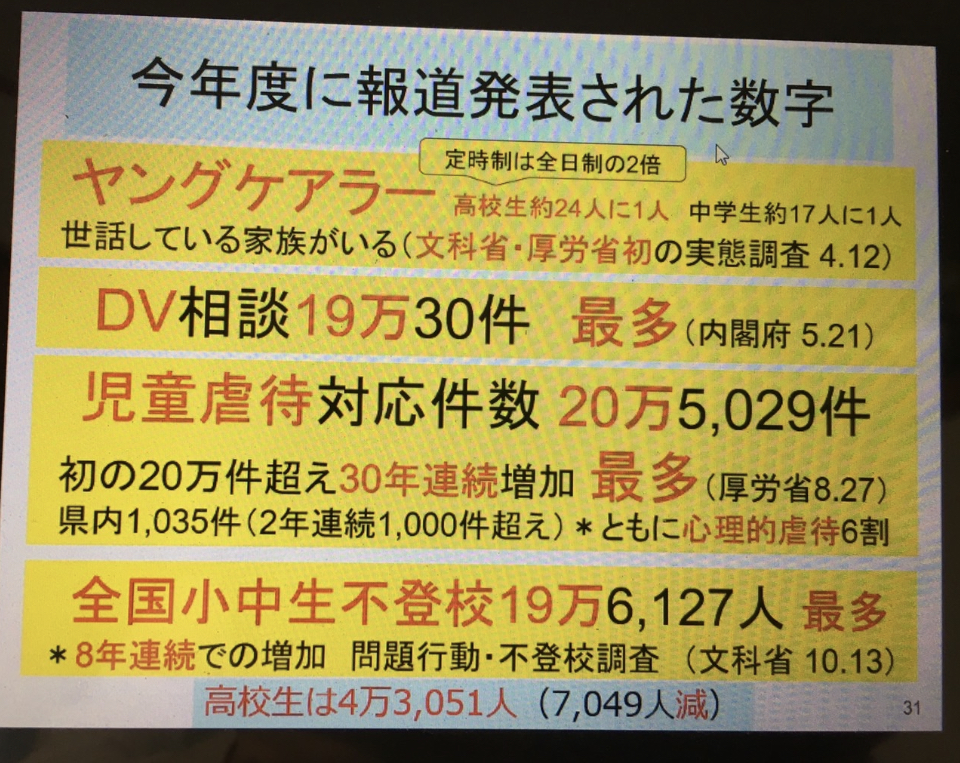 今年度に報道発表された数字
定時制は全日制の2倍
ヤングケアラー 高校生約24人に1人 中学生約17人に1人
世話している家族がいる(文科省・厚労省初の実態調査 4.12)
DV相談19万30件 最多(内閣府 5.21)
児童虐待対応件数 20万5,029件
初の20万件超え30年連続増加 最多(厚労省8.27)
県内1,035件(2年連続1,000件超え)＊ともに心理的虐待6割
全国小中生不登校19万6,127人 最多
＊8年連続での増加 問題行動・不登校調査 (文科省 10.13)
高校生は4万3,051人 (7,049人減)
31